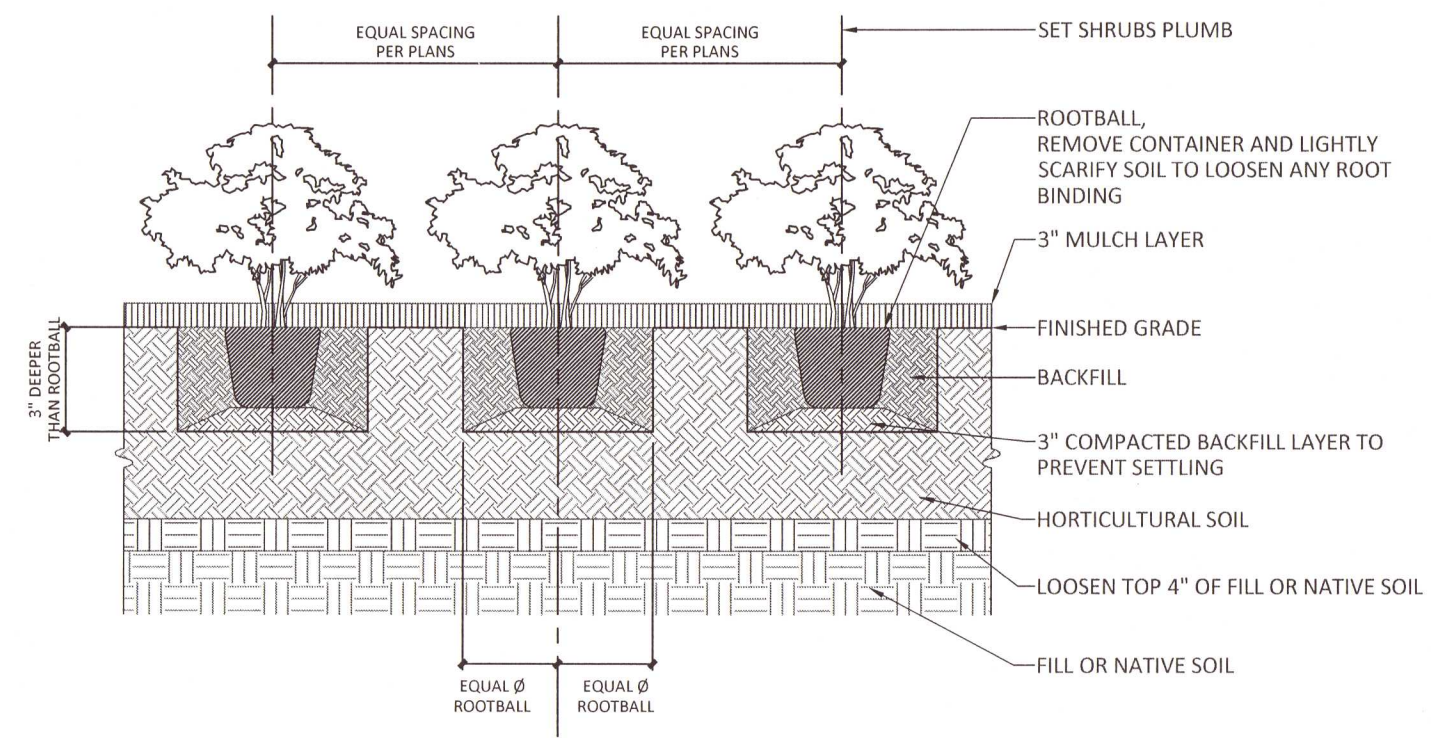 EQUAL SPACING
PER PLANS
EQUAL SPACING
PER PLANS
SET SHRUBS PLUMB
ROOTBALL,
REMOVE CONTAINER AND LIGHTLY
SCARIFY SOIL TO LOOSEN ANY ROOT
BINDING
3" MULCH LAYER
FINISHED GRADE
3" DEEPER
THAN ROOTBALL
BACKFILL
3" COMPACTED BACKFILL LAYER TO
PREVENT SETTLING
HORTICULTURAL SOIL
LOOSEN TOP 4" OF FILL OR NATIVE SOIL
FILL OR NATIVE SOIL
EQUAL Ø
ROOTBALL
EQUAL Ø
ROOTBALL